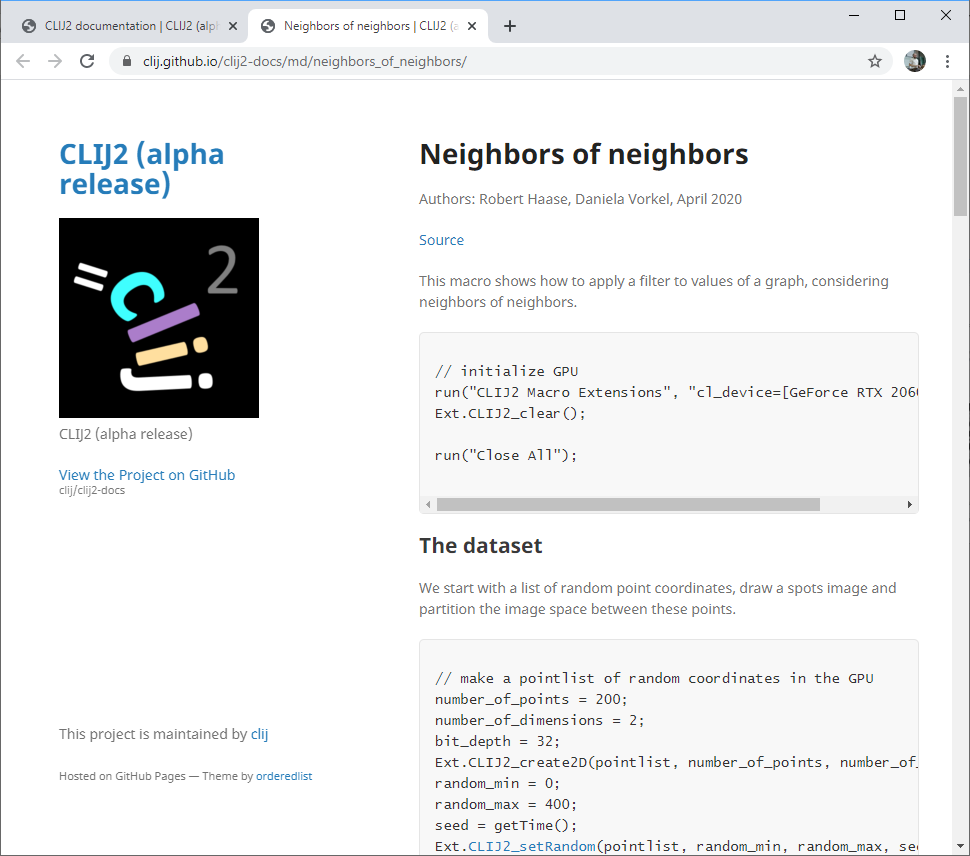 CLIJ2 documentation | CLIJ2 (alp
Neighbors of neighbors | CLIJ2 (a
clij.github.io/clij2-docs/md/neighbors_of_neighbors/
CLIJ2 (alpha
release)
= clij 2
CLIJ2 (alpha release)
View the Project on GitHub
clij/clij2-docs
This project is maintained by clij
Hosted on GitHub Pages — Theme by orderedlist
Neighbors of neighbors
Authors: Robert Haase, Daniela Vorkel, April 2020
Source
This macro shows how to apply a filter to values of a graph, considering
neighbors of neighbors.
// initialize GPU
run("CLIJ2 Macro Extensions", "cl_device=[GeForce RTX 206
Ext.CLIJ2_clear();
run("Close All");
The dataset
We start with a list of random point coordinates, draw a spots image and
partition the image space between these points.
// make a pointlist of random coordinates in the GPU
number_of_points = 200;
number_of_dimensions = 2;
bit_depth = 32;
Ext.CLIJ2_create2D(pointlist, number_of_points, number_of_
random_min = 0;
random_max = 400;
seed = getTime();
Ext.CLIJ2_setRandom(pointlist, random_min, random_max, see